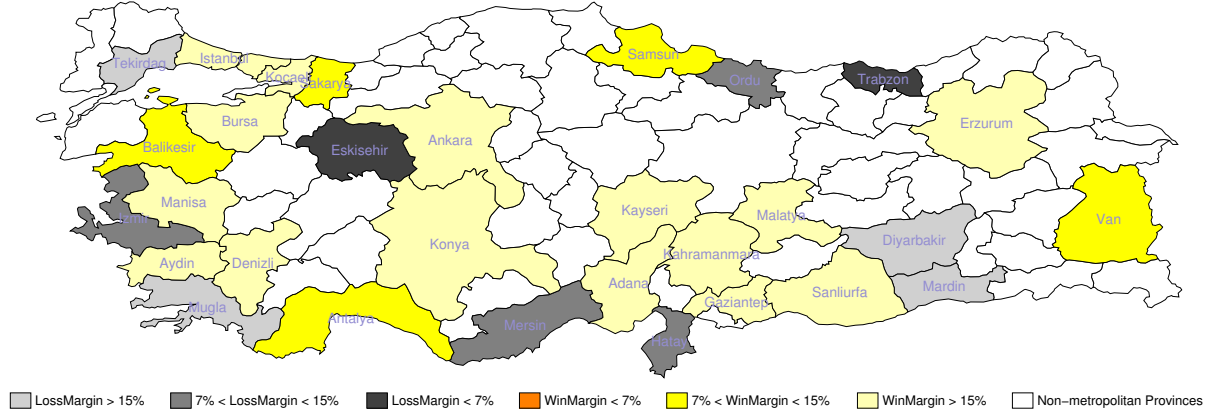 Samsun
Istanbul
Tekirdag
Kocaeli
Sakarya
Ordu
Trabzon
Bursa
Erzurum
Ankara
Balikesir
Eskisehir
Manisa
Kayseri
Malatya
Izmir
Van
Konya
Diyarbakir
Kahramanmara
Aydin
Denizli
Adana
Mardin
Sanliurfa
Gaziantep
Mugla
Antalya
Mersin
Hatay
LossMargin > 15% 7% < LossMargin < 15% LossMargin < 7% WinMargin < 7% 7% < WinMargin < 15% WinMargin > 15% Non−metropolitan Provinces